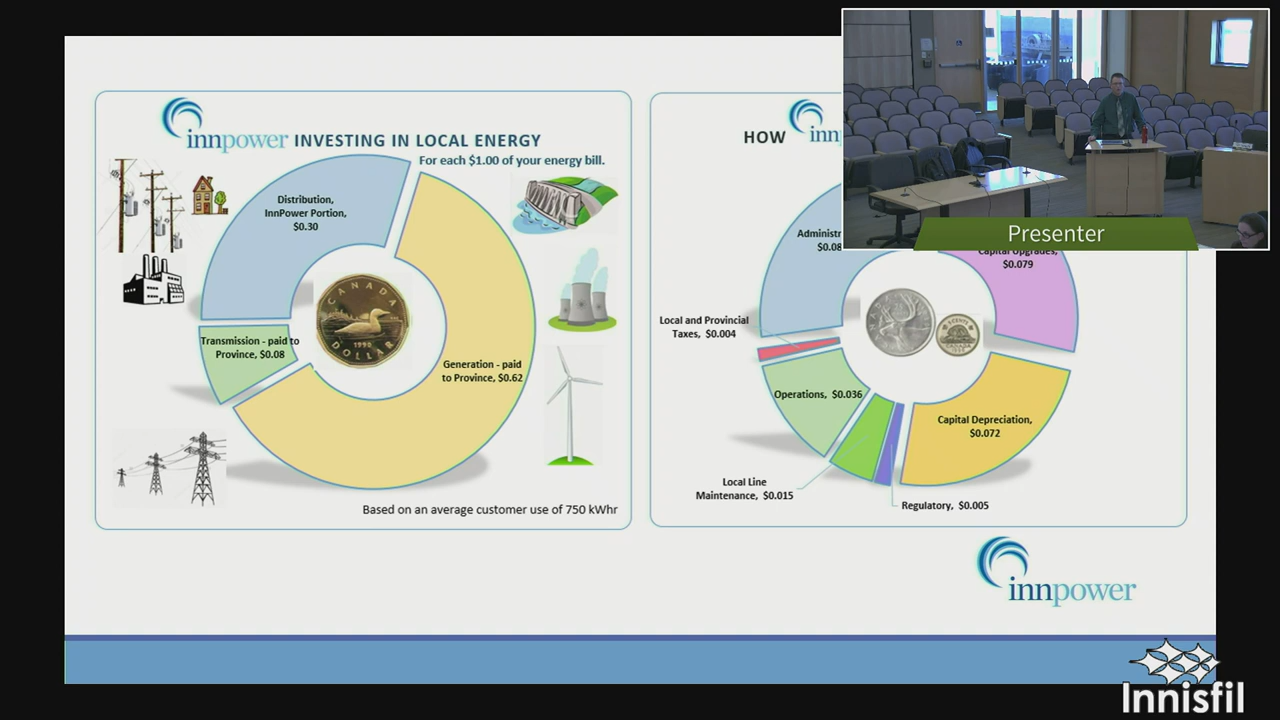 innpower INVESTING IN LOCAL ENERGY
For each $1.00 of your energy bill.
Distribution,
InnPower Portion,
$0.30
Transmission - paid to
Province, $0.08
Generation - paid
to Province, $0.62
CANADA
DOLLAR
Based on an average customer use of 750 kWhr
HOW inn
Capital Upgrades,
$0.079
Local and Provincial
Taxes, $0.004
Operations, $0.036
Capital Depreciation,
$0.072
Local Line
Maintenance, $0.015
Regulatory, $0.005
innpower
Presenter
Innisfil